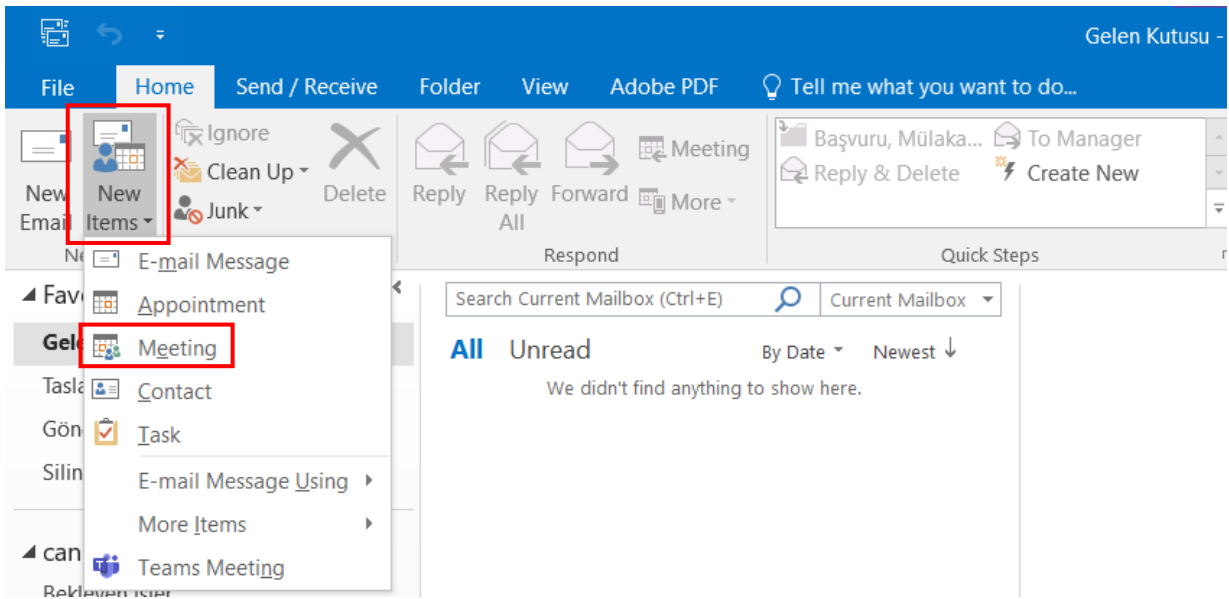 Gelen Kutusu -
File Home Send / Receive Folder View Adobe PDF Tell me what you want to do...
New Email
New Items
Ignore
Clean Up
Junk
Delete
Reply
Reply All
Forward
Meeting
More
Respond
Başvuru, Mülaka...
Reply & Delete
To Manager
Create New
Quick Steps
E-mail Message
Appointment
Meeting
Contact
Task
E-mail Message Using
More Items
Teams Meeting
can
Search Current Mailbox (Ctrl+E) Current Mailbox
All Unread By Date Newest
We didn't find anything to show here.